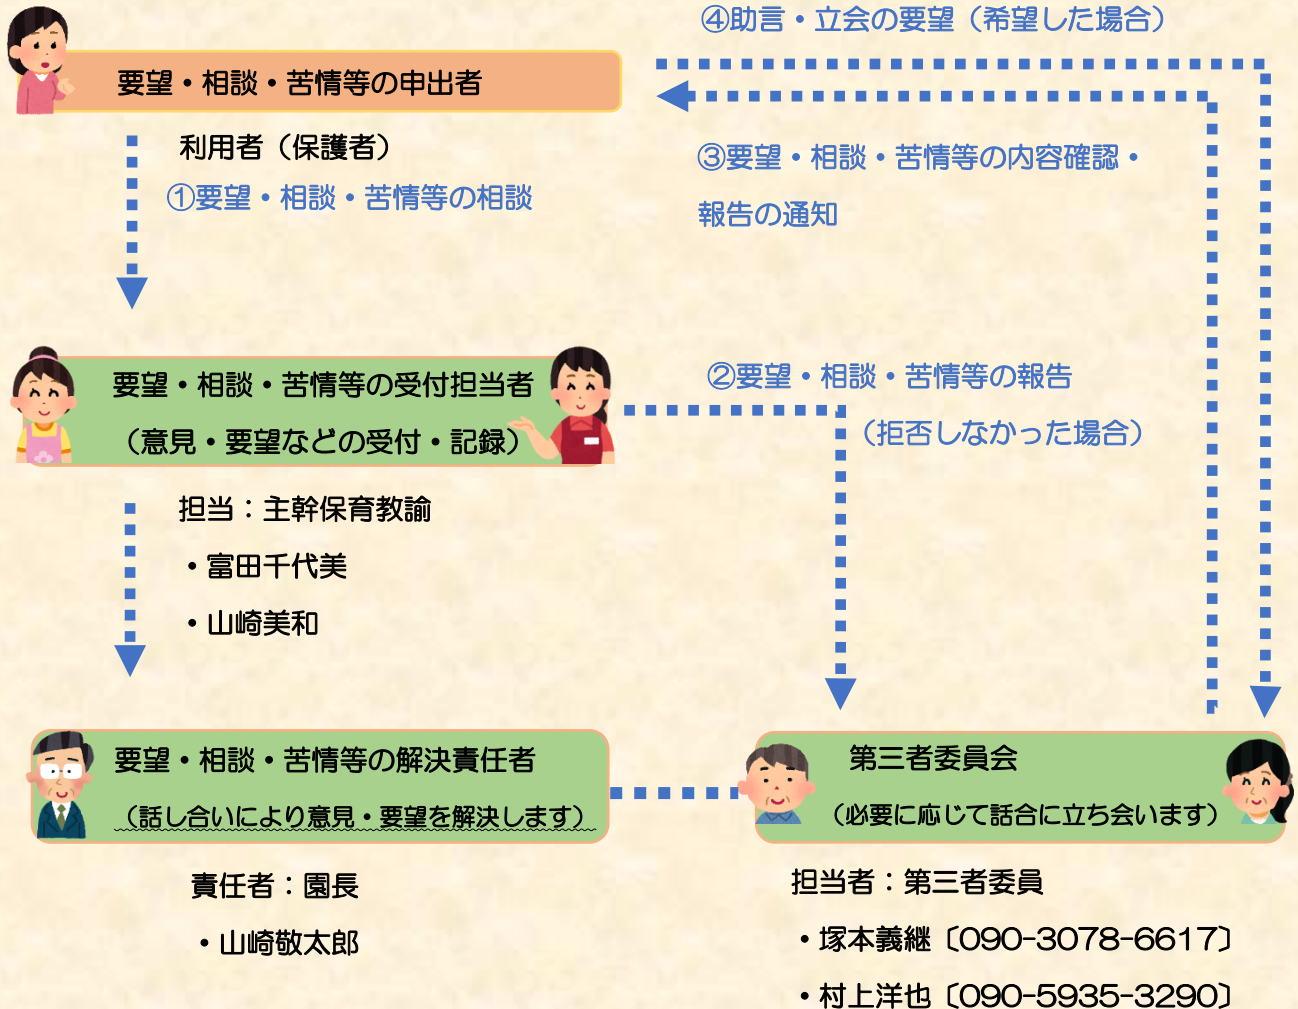 ④助言・立会の要望（希望した場合）
要望・相談・苦情等の申出者
利用者（保護者）
①要望・相談・苦情等の相談
③要望・相談・苦情等の内容確認・
報告の通知
要望・相談・苦情等の受付担当者
（意見・要望などの受付・記録）
②要望・相談・苦情等の報告
（拒否しなかった場合）
担当：主幹保育教諭
・富田千代美
・山崎美和
要望・相談・苦情等の解決責任者
（話し合いにより意見・要望を解決します）
責任者：園長
・山崎敬太郎
第三者委員会
（必要に応じて話合に立ち会います）
担当者：第三者委員
・塚本義継〔090-3078-6617〕
・村上洋也〔090-5935-3290〕